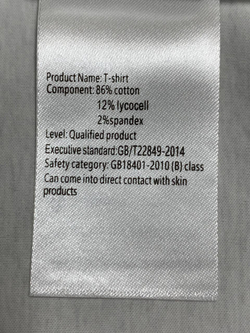 Product Name: T-shirt
Component: 86% cotton
12% lycocell
2%spandex
Level: Qualified product
Executive standard:GB/T22849-2014
Safety category: GB18401-2010 (B) class
Can come into direct contact with skin
products